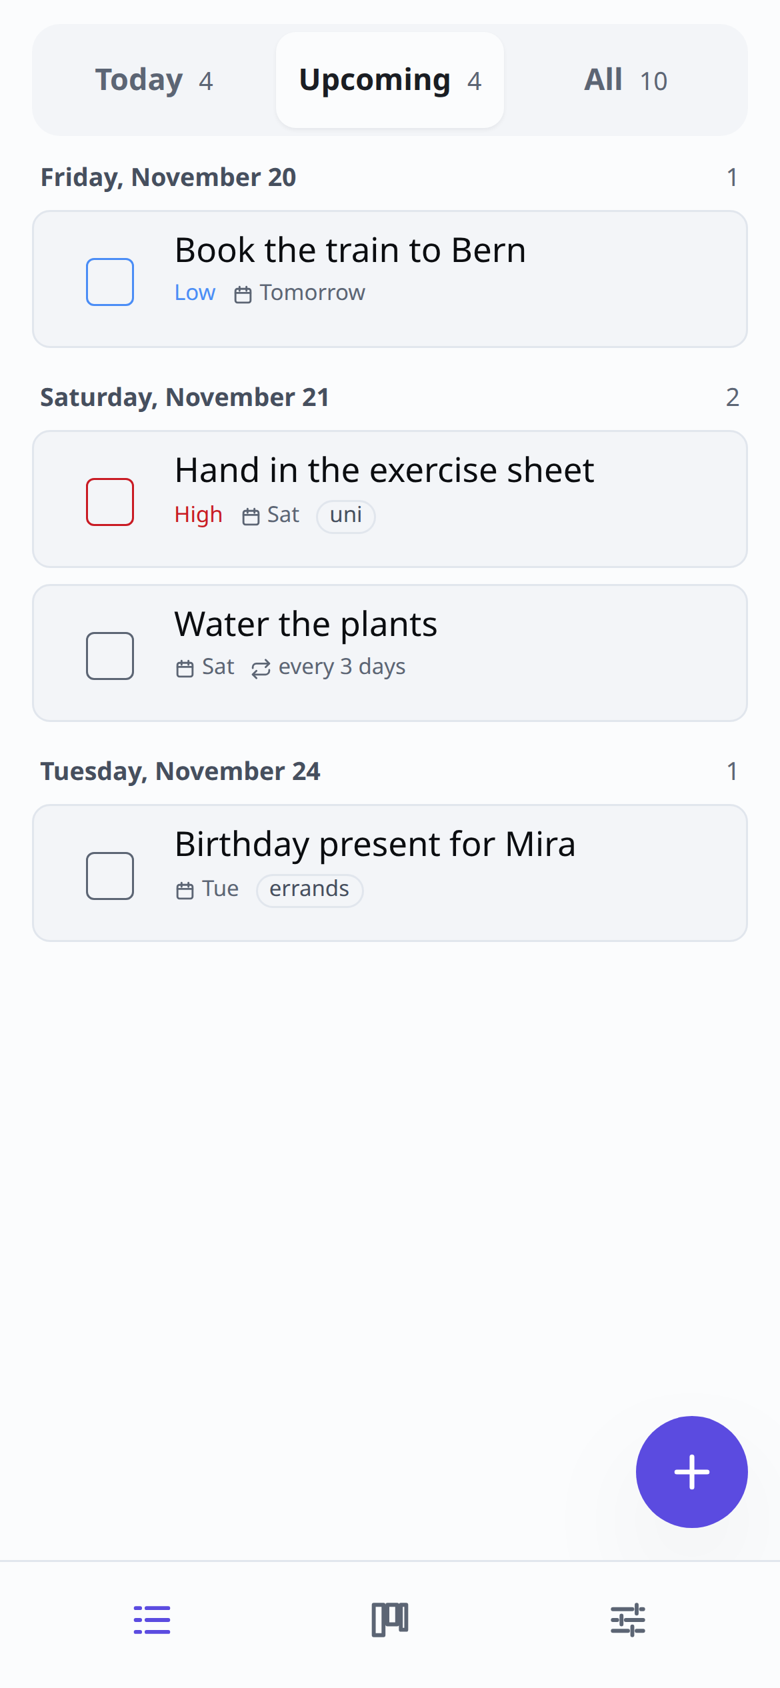 Today 4 Upcoming 4 All 10
Friday, November 20 1
Book the train to Bern
Low Tomorrow
Saturday, November 21 2
Hand in the exercise sheet
High Sat uni
Water the plants
Sat every 3 days
Tuesday, November 24 1
Birthday present for Mira
Tue errands